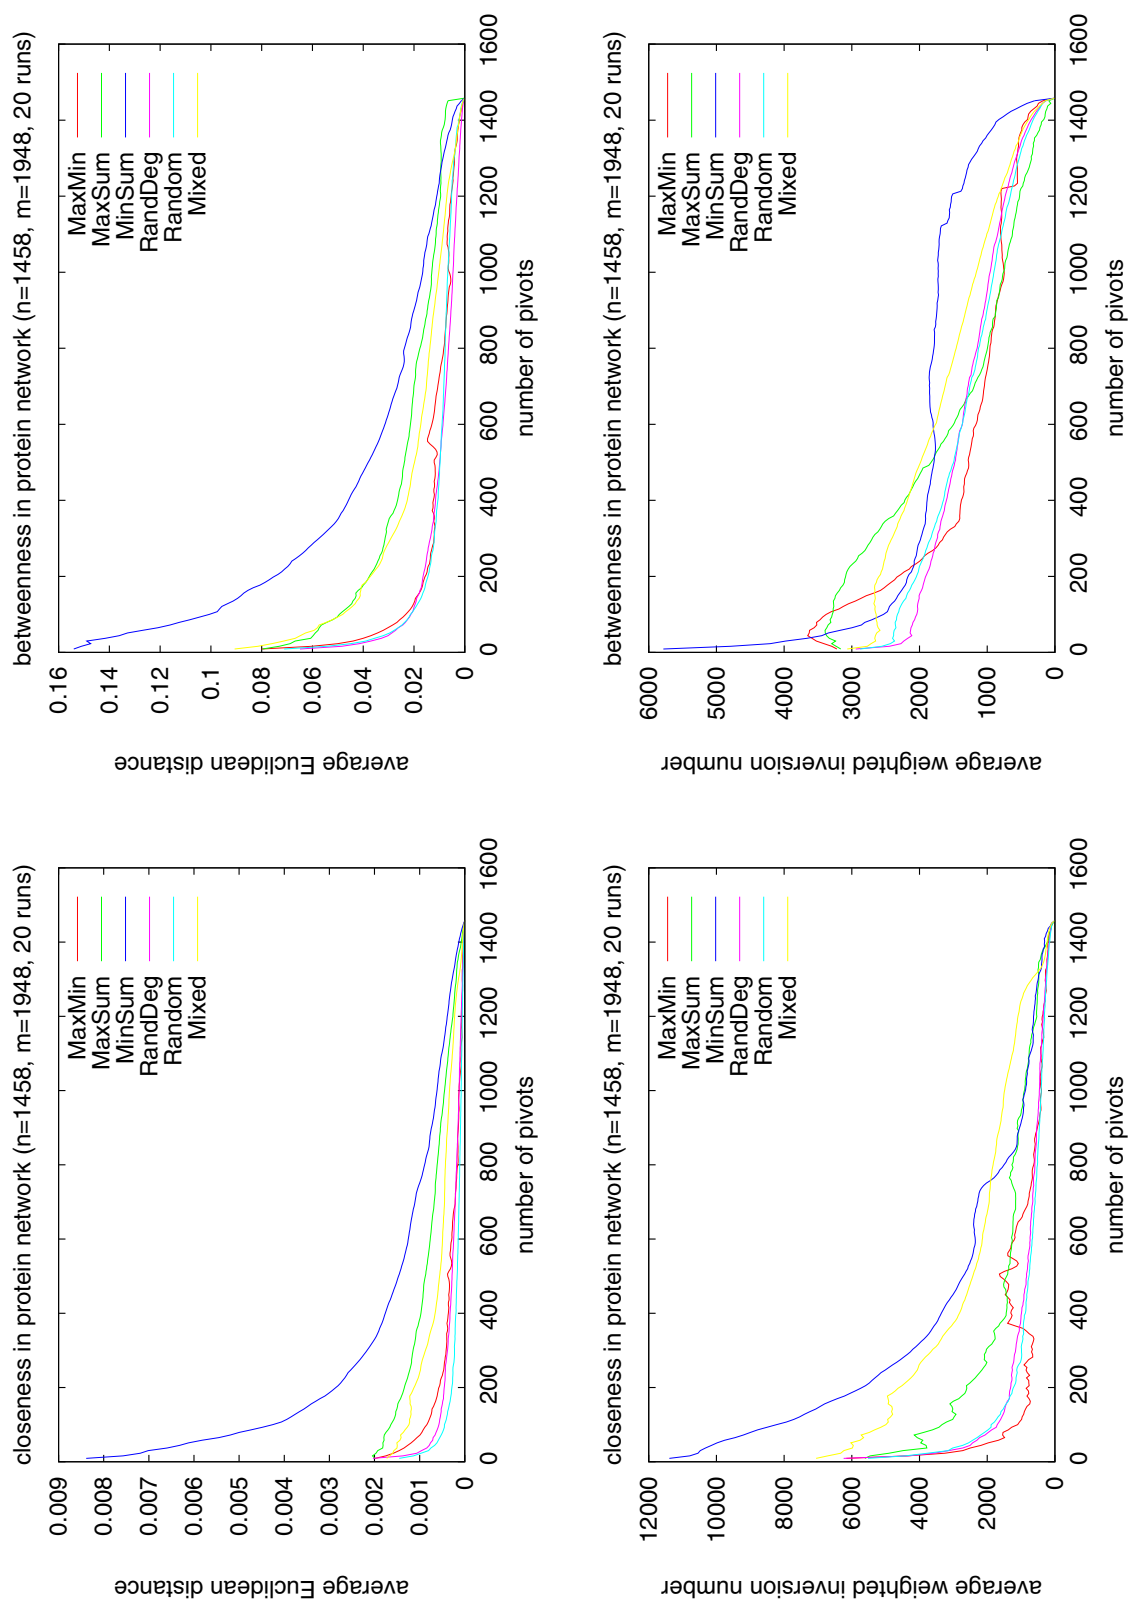 closeness in protein network (n=1458, m=1948, 20 runs)
average Euclidean distance
0.009
0.008
0.007
0.006
0.005
0.004
0.003
0.002
0.001
0
MaxMin
MaxSum
MinSum
RandDeg
Random
Mixed
0 200 400 600 800 1000 1200 1400 1600
number of pivots
betweenness in protein network (n=1458, m=1948, 20 runs)
average Euclidean distance
0.16
0.14
0.12
0.1
0.08
0.06
0.04
0.02
0
MaxMin
MaxSum
MinSum
RandDeg
Random
Mixed
0 200 400 600 800 1000 1200 1400 1600
number of pivots
closeness in protein network (n=1458, m=1948, 20 runs)
average weighted inversion number
12000
10000
8000
6000
4000
2000
0
MaxMin
MaxSum
MinSum
RandDeg
Random
Mixed
0 200 400 600 800 1000 1200 1400 1600
number of pivots
betweenness in protein network (n=1458, m=1948, 20 runs)
average weighted inversion number
6000
5000
4000
3000
2000
1000
0
MaxMin
MaxSum
MinSum
RandDeg
Random
Mixed
0 200 400 600 800 1000 1200 1400 1600
number of pivots